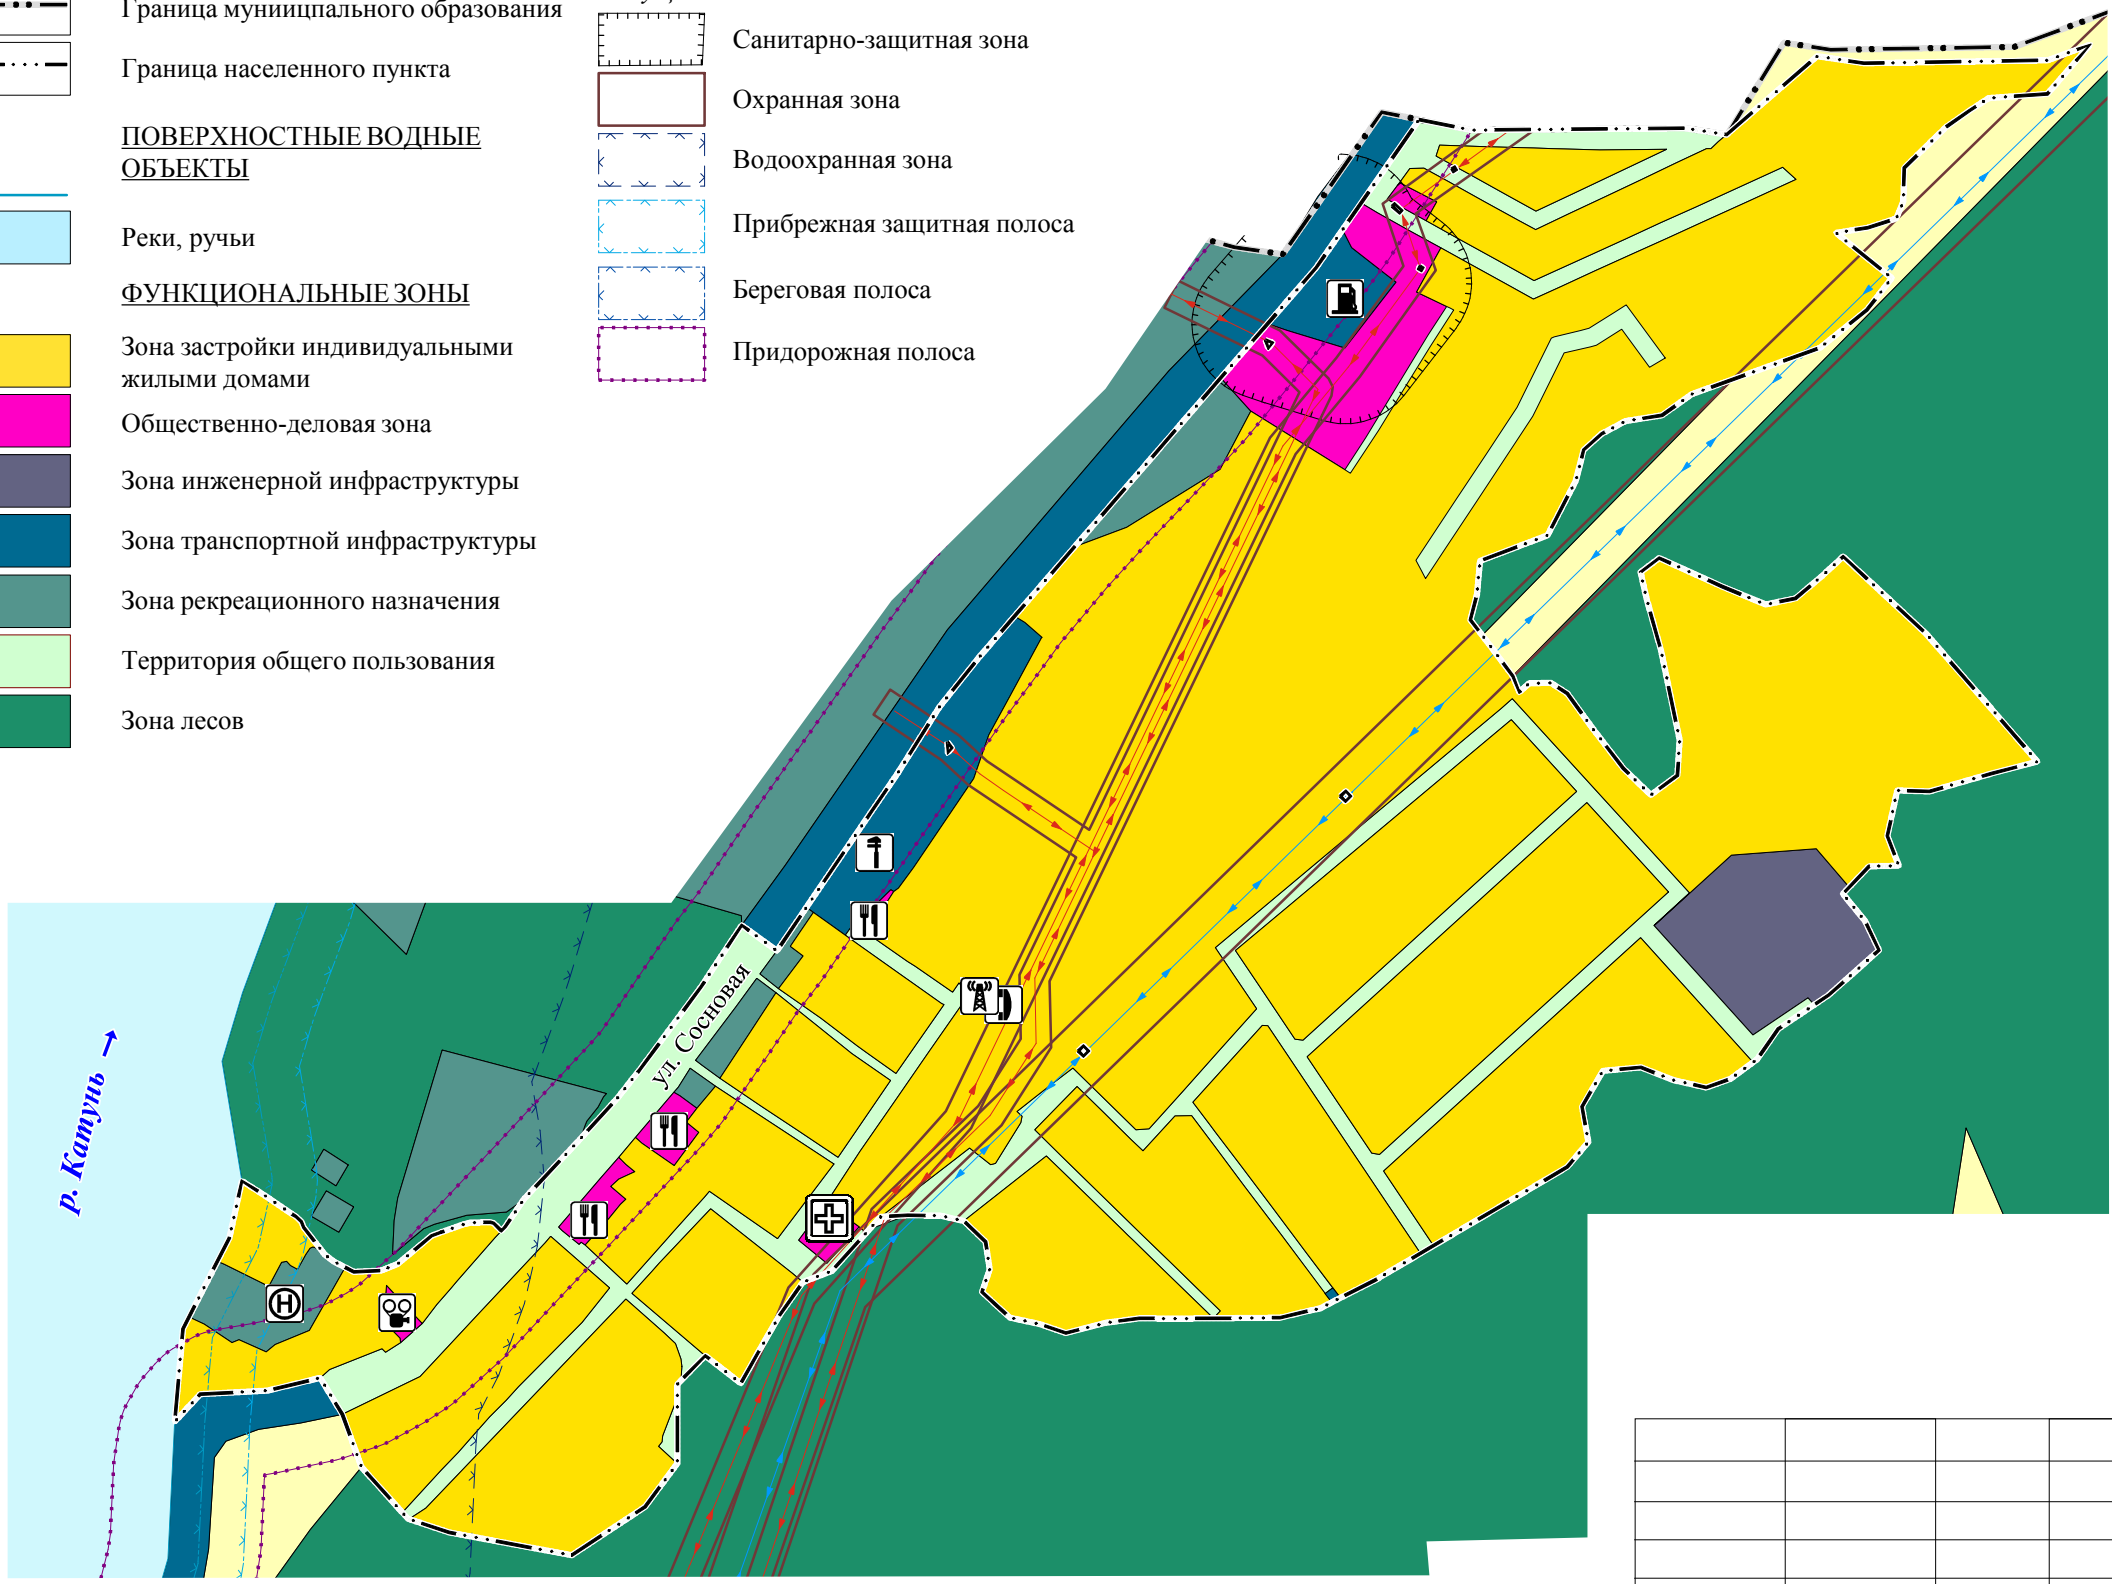 Граница муниицпального образования
Граница населенного пункта
ПОВЕРХНОСТНЫЕ ВОДНЫЕ
ОБЪЕКТЫ
Реки, ручьи
ФУНКЦИОНАЛЬНЫЕ ЗОНЫ
Зона застройки индивидуальными
жилыми домами
Общественно-деловая зона
Зона инженерной инфраструктуры
Зона транспортной инфраструктуры
Зона рекреационного назначения
Территория общего пользования
Зона лесов
Санитарно-защитная зона
Охранная зона
Водоохранная зона
Прибрежная защитная полоса
Береговая полоса
Придорожная полоса
ул. Сосновая
р. Катунь
H